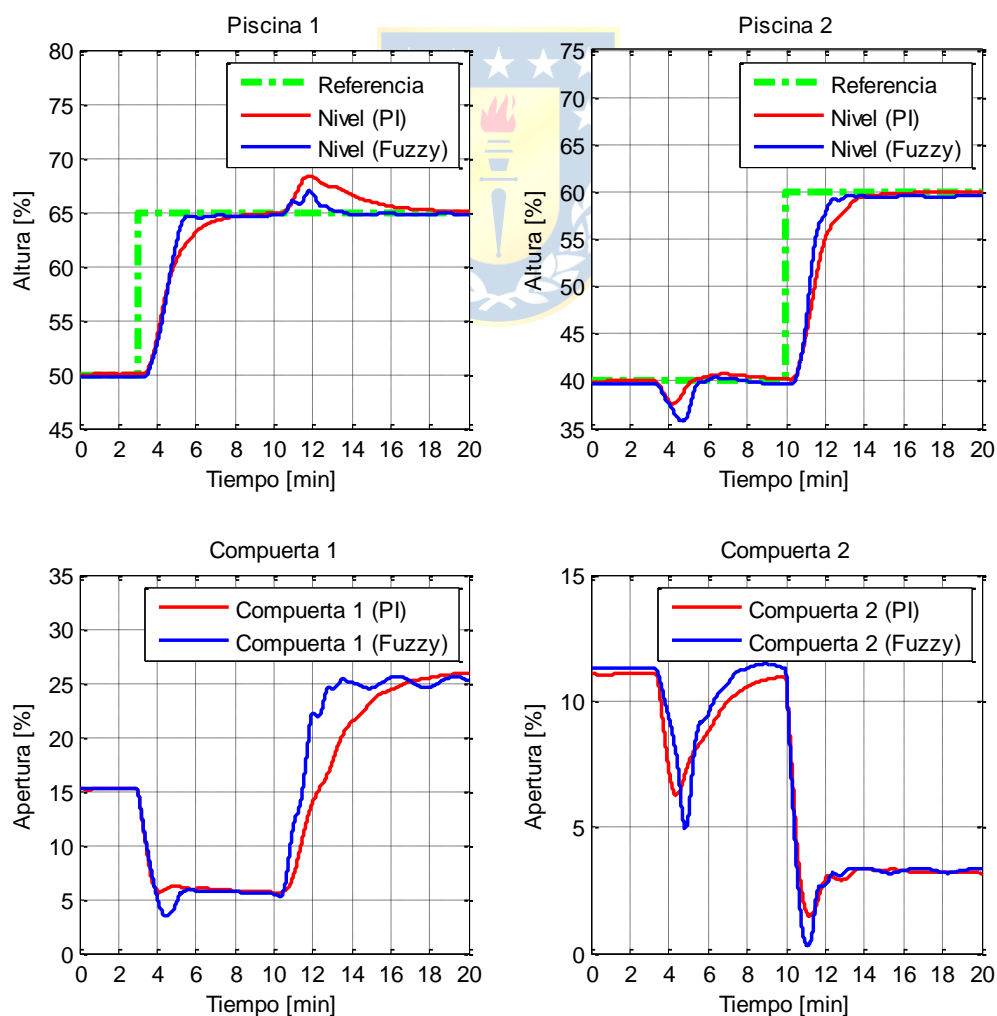 Piscina 1
80
75
70
65
60
55
50
45
Altura [%]
Referencia
Nivel (PI)
Nivel (Fuzzy)
0 2 4 6 8 10 12 14 16 18 20
Tiempo [min]
Piscina 2
75
70
65
60
55
50
45
40
35
Altura [%]
Referencia
Nivel (PI)
Nivel (Fuzzy)
0 2 4 6 8 10 12 14 16 18 20
Tiempo [min]
Compuerta 1
35
30
25
20
15
10
5
0
Apertura [%]
Compuerta 1 (PI)
Compuerta 1 (Fuzzy)
0 2 4 6 8 10 12 14 16 18 20
Tiempo [min]
Compuerta 2
15
10
5
0
Apertura [%]
Compuerta 2 (PI)
Compuerta 2 (Fuzzy)
0 2 4 6 8 10 12 14 16 18 20
Tiempo [min]